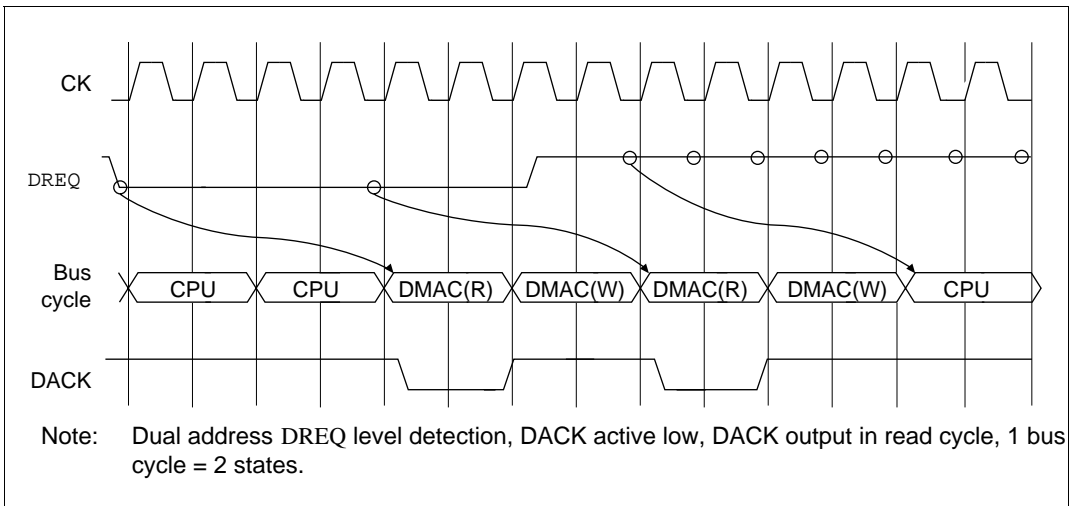 CK
DREQ
Bus
cycle
CPU CPU DMAC(R) DMAC(W) DMAC(R) DMAC(W) CPU
DACK
Note: Dual address DREQ level detection, DACK active low, DACK output in read cycle, 1 bus
cycle = 2 states.